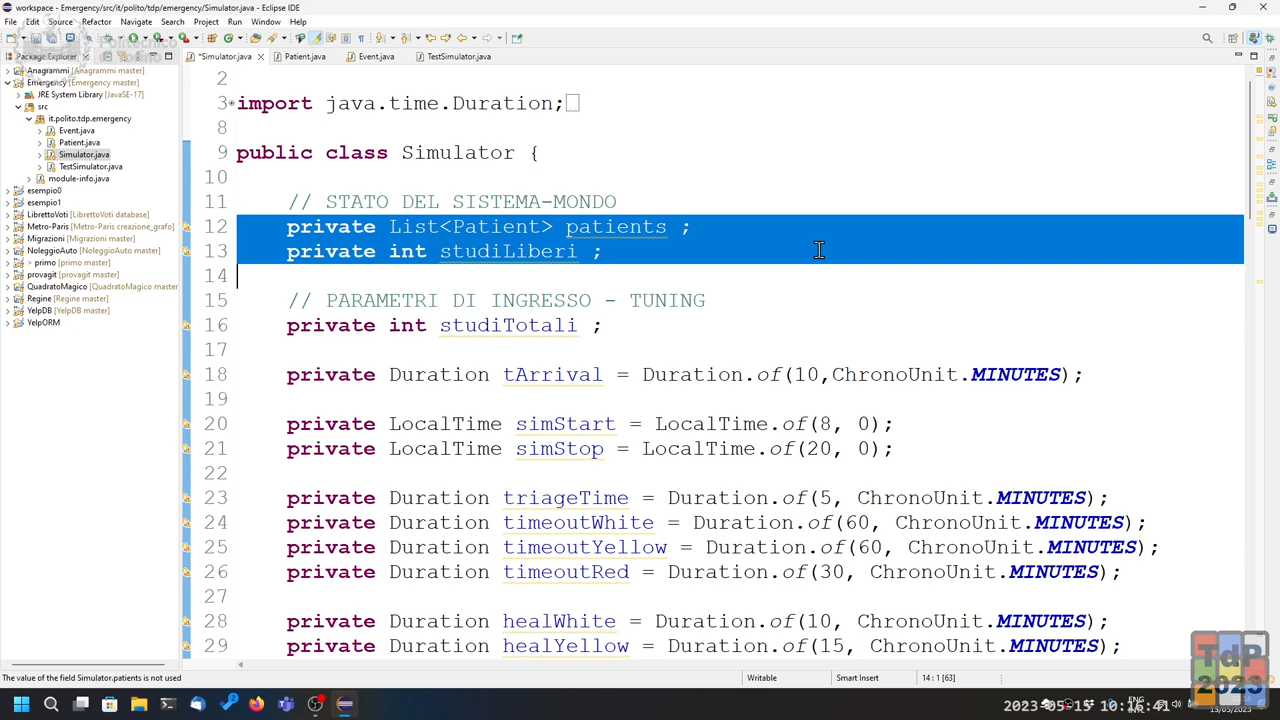 workspace - Emergency/src/it/polito/tdp/emergency/Simulator.java - Eclipse IDE
File Edit Source Refactor Navigate Search Project Run Window Help
Politecnico
Package Explorer
*Simulator.java Patient.java Event.java TestSimulator.java
Anagrammi [Anagrammi master]
Emergency [Emergency master]
JRE System Library [JavaSE-17]
src
it.polito.tdp.emergency
Event.java
Patient.java
Simulator.java
TestSimulator.java
module-info.java
esempio0
esempio1
LibrettoVoti [LibrettoVoti database]
Metro-Paris [Metro-Paris creazione_grafo]
Migrazioni [Migrazioni master]
NoleggioAuto [NoleggioAuto master]
> primo [primo master]
provagit [provagit master]
QuadratoMagico [QuadratoMagico master]
Regine [Regine master]
YelpDB [YelpDB master]
YelpORM
2
3 import java.time.Duration;
8
9 public class Simulator {
10
11 // STATO DEL SISTEMA-MONDO
12 private List<Patient> patients ;
13 private int studiLiberi ;
14
15 // PARAMETRI DI INGRESSO - TUNING
16 private int studiTotali ;
17
18 private Duration tArrival = Duration.of(10,ChronoUnit.MINUTES);
19
20 private LocalTime simStart = LocalTime.of(8, 0);
21 private LocalTime simStop = LocalTime.of(20, 0);
22
23 private Duration triageTime = Duration.of(5, ChronoUnit.MINUTES);
24 private Duration timeoutWhite = Duration.of(60, ChronoUnit.MINUTES);
25 private Duration timeoutYellow = Duration.of(60, ChronoUnit.MINUTES);
26 private Duration timeoutRed = Duration.of(30, ChronoUnit.MINUTES);
27
28 private Duration healWhite = Duration.of(10, ChronoUnit.MINUTES);
29 private Duration healYellow = Duration.of(15, ChronoUnit.MINUTES);
TdP
2023
The value of the field Simulator.patients is not used Writable Smart Insert 14 : 1 [63]
ENG
2023-05-15 10:16:47